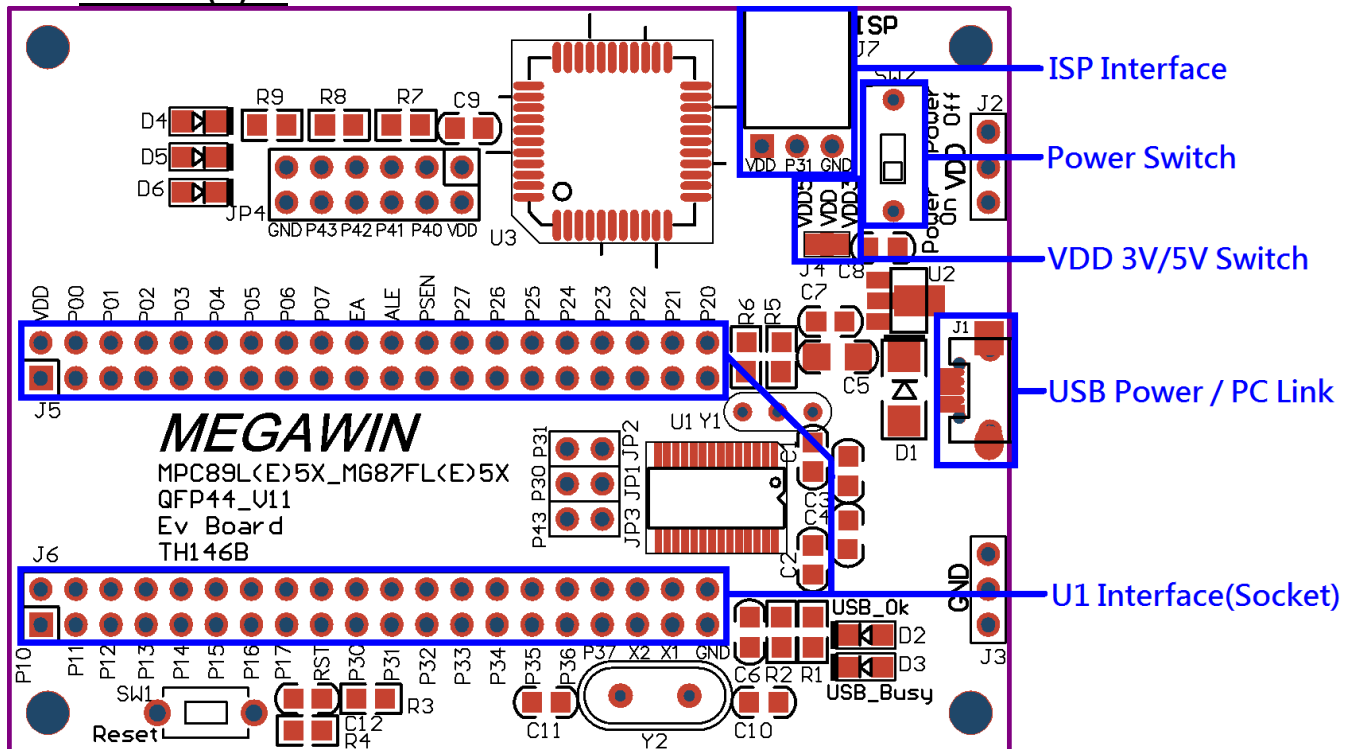 ISP
J7
ISP Interface
SW2
Power Off
J2
R9 R8 R7 C9
D4
D5
D6
VDD P31 GND
Power Switch
VDD
Power On
JP4
GND P43 P42 P41 P40 VDD
U3
VDD5
VDD
VDD3
J4 C8
U2
VDD 3V/5V Switch
VDD P00 P01 P02 P03 P04 P05 P06 P07 EA ALE PSEN P27 P26 P25 P24 P23 P22 P21 P20
R6 R5 C7
J1
C5
D1
USB Power / PC Link
J5
MEGAWIN
U1 Y1
MPC89L(E)5X_MG87FL(E)5X
QFP44_V11
Ev Board
TH146B
P31 JP2
P30 JP1
P43 JP3
C1
C3
C4
C2
J6
GND
J3
U1 Interface(Socket)
USB_Ok
D2
D3
USB_Busy
P10 P11 P12 P13 P14 P15 P16 P17 RST P30 P31 P32 P33 P34 P35 P36 P37 X2 X1 GND
C6 R2 R1
SW1
Reset
C12 R3
R4
C11
Y2
C10